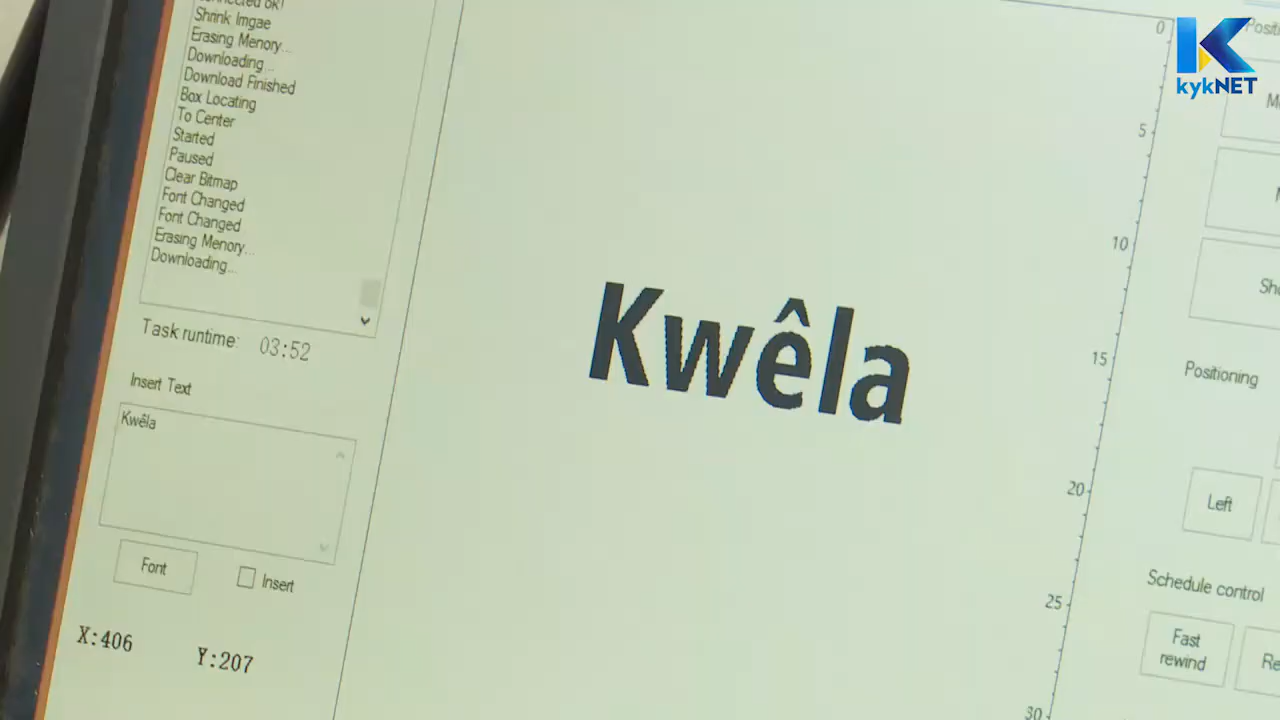 Shrink Imgae
Erasing Menory...
Downloading...
Download Finished
Box Locating
To Center
Started
Paused
Clear Bitmap
Font Changed
Font Changed
Erasing Menory...
Downloading...
Task runtime: 03:52
Insert Text
Kwêla
Font
Insert
X:406 Y:207
Kwêla
0
5
10
15
20
25
30
kykNET
Positioning
Left
Schedule control
Fast
rewind